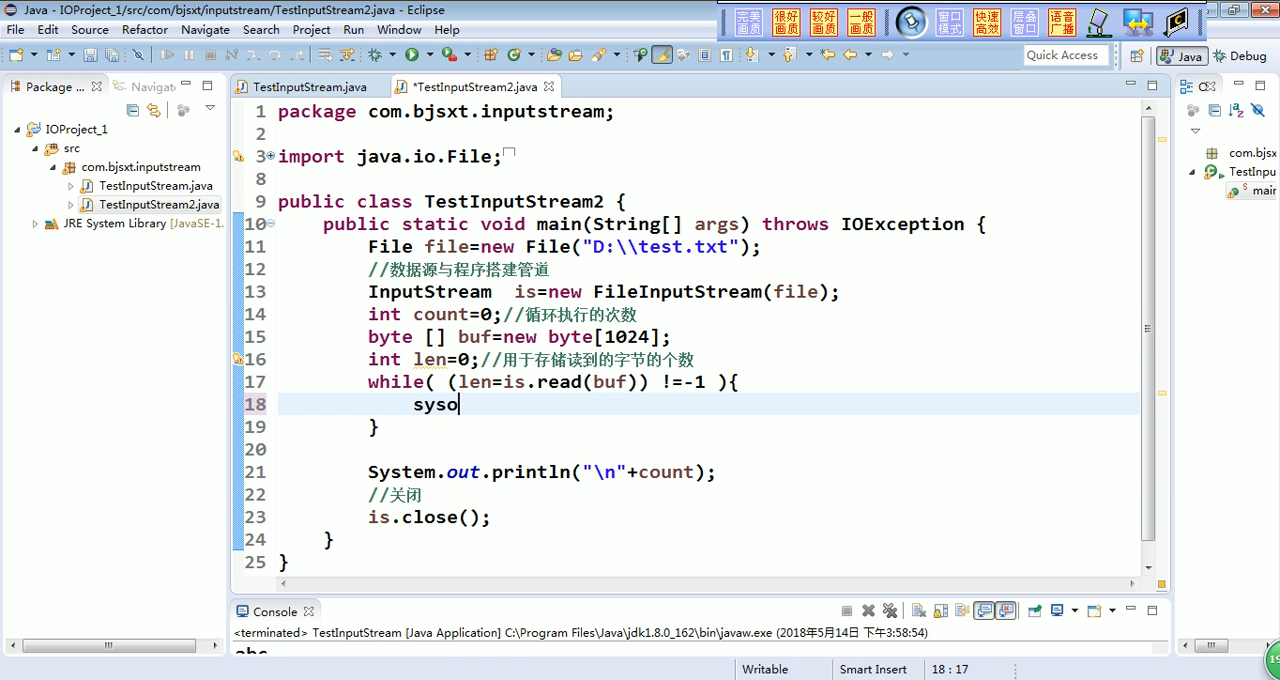 Java - IOProject_1/src/com/bjsxt/inputstream/TestInputStream2.java - Eclipse
完美画质 很好画质 较好画质 一般画质 窗口模式 快速高效 层叠窗口 语音广播
File Edit Source Refactor Navigate Search Project Run Window Help
Quick Access Java Debug
Package ... Navigat
TestInputStream.java *TestInputStream2.java
IOProject_1
src
com.bjsxt.inputstream
TestInputStream.java
TestInputStream2.java
JRE System Library [JavaSE-1.
1 package com.bjsxt.inputstream;
2
3 import java.io.File;
8
9 public class TestInputStream2 {
10 public static void main(String[] args) throws IOException {
11 File file=new File("D:\\test.txt");
12 //数据源与程序搭建管道
13 InputStream  is=new FileInputStream(file);
14 int count=0;//循环执行的次数
15 byte [] buf=new byte[1024];
16 int len=0;//用于存储读到的字节的个数
17 while( (len=is.read(buf)) !=-1 ){
18 syso
19 }
20
21 System.out.println("\n"+count);
22 //关闭
23 is.close();
24 }
25 }
com.bjsx
TestInpu
main
Console
<terminated> TestInputStream [Java Application] C:\Program Files\Java\jdk1.8.0_162\bin\javaw.exe (2018年5月14日 下午3:58:54)
abc
Writable Smart Insert 18 : 17